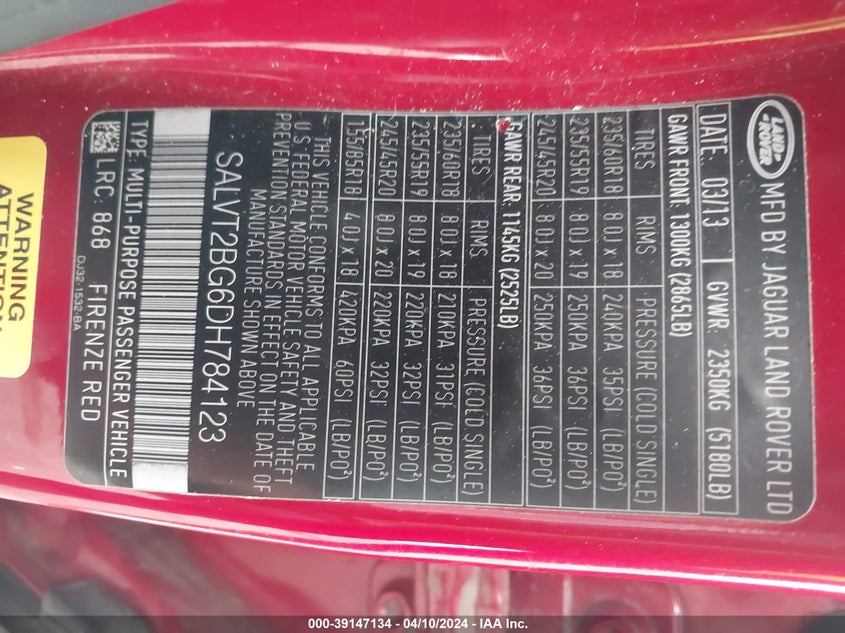 LAND
ROVER
MFD BY JAGUAR LAND ROVER LTD
DATE: 03/13 GVWR: 2350KG (5180LB)
GAWR FRONT: 1300KG (2865LB)
TIRES RIMS PRESSURE (COLD SINGLE)
235/60R18 8.0J x 18 240KPA 35PSI (LB/PO²)
235/55R19 8.0J x 19 250KPA 36PSI (LB/PO²)
245/45R20 8.0J x 20 250KPA 36PSI (LB/PO²)
GAWR REAR: 1145KG (2525LB)
TIRES RIMS PRESSURE (COLD SINGLE)
235/60R18 8.0J x 18 210KPA 31PSI (LB/PO²)
235/55R19 8.0J x 19 220KPA 32PSI (LB/PO²)
245/45R20 8.0J x 20 220KPA 32PSI (LB/PO²)
155/85R18 4.0J x 18 420KPA 60PSI (LB/PO²)
THIS VEHICLE CONFORMS TO ALL APPLICABLE
U S FEDERAL MOTOR VEHICLE SAFETY AND THEFT
PREVENTION STANDARDS IN EFFECT ON THE DATE OF
MANUFACTURE SHOWN ABOVE
SALVT2BG6DH784123
TYPE: MULTI-PURPOSE PASSENGER VEHICLE
LRC: 868 FIRENZE RED
DJ32-1532-BA
WARNING
ATTENTION
000-39147134 - 04/10/2024 - IAA Inc.